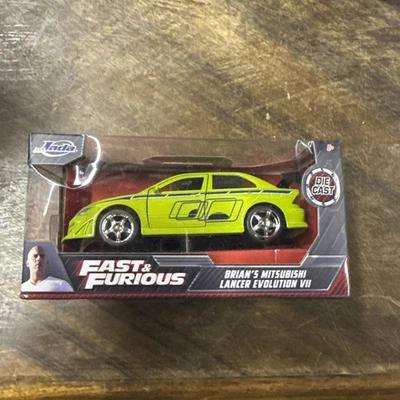 Jada
DIE
CAST
FAST &
FURIOUS
BRIAN'S MITSUBISHI
LANCER EVOLUTION VII